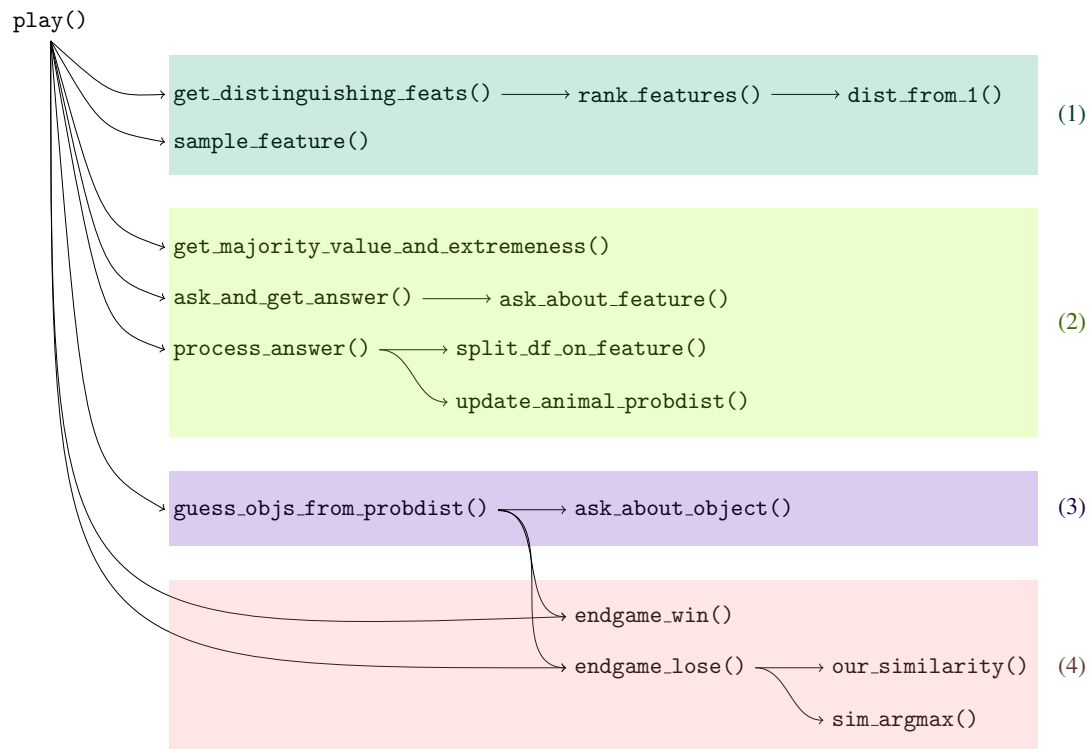 play()
get_distinguishing_feats() rank_features() dist_from_1()
(1)
sample_feature()
get_majority_value_and_extremeness()
ask_and_get_answer() ask_about_feature()
(2)
process_answer() split_df_on_feature()
update_animal_probdist()
guess_objs_from_probdist() ask_about_object() (3)
endgame_win()
endgame_lose() our_similarity() (4)
sim_argmax()